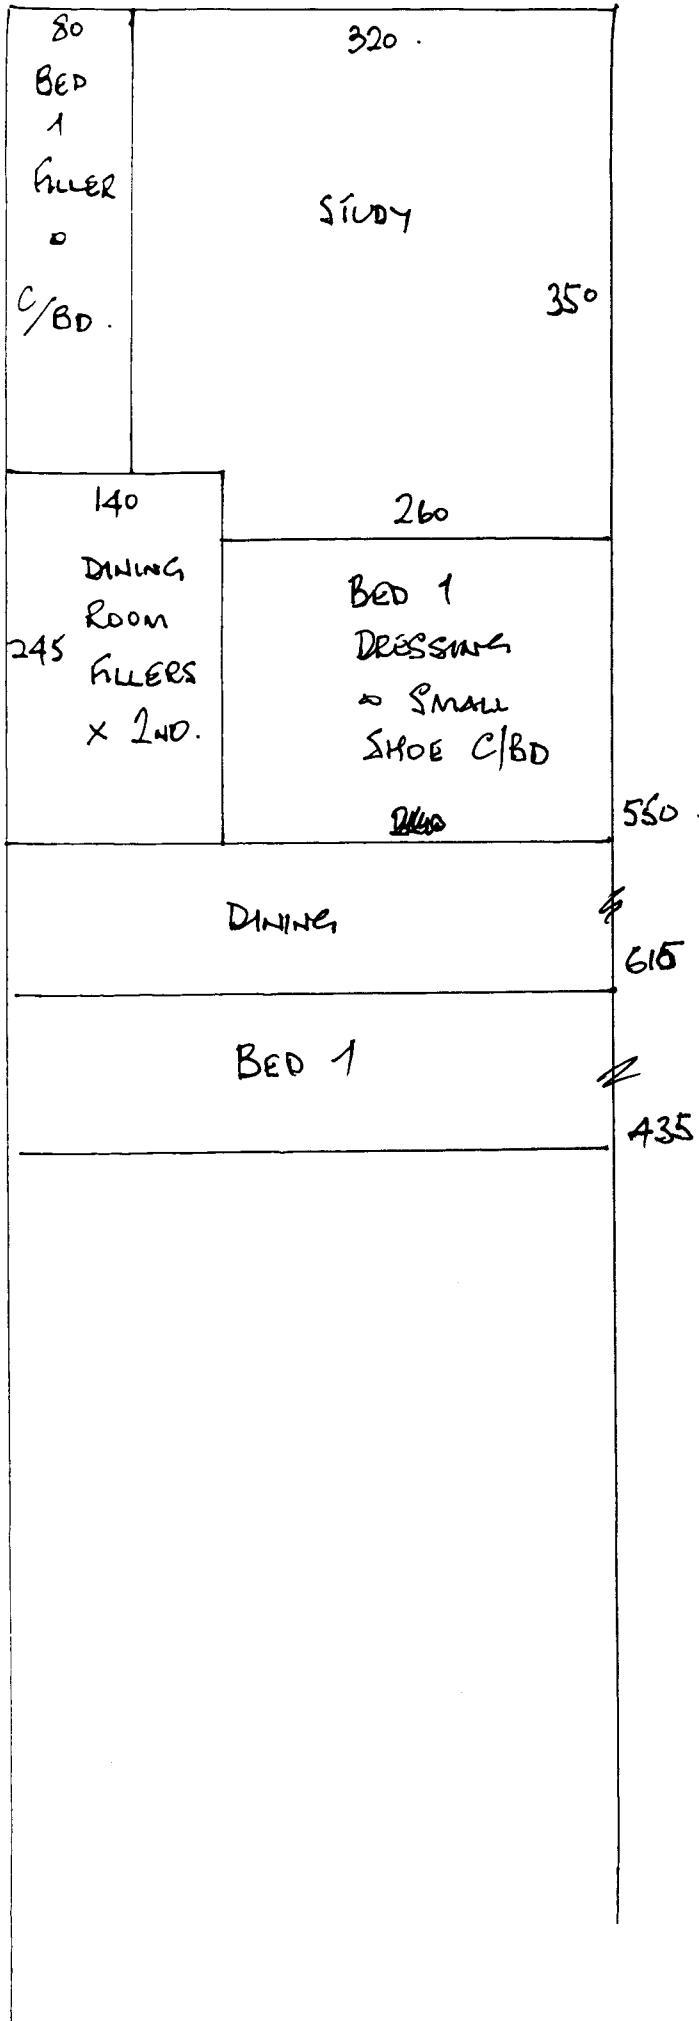 80
BED
1
FILLER
&
C/BD.
320.
STUDY
350
140
DINING
ROOM
245 FILLERS
X 2ND.
260
BED 1
DRESSING
& SMALL
SHOE C/BD
550.
DINING
615
BED 1
435